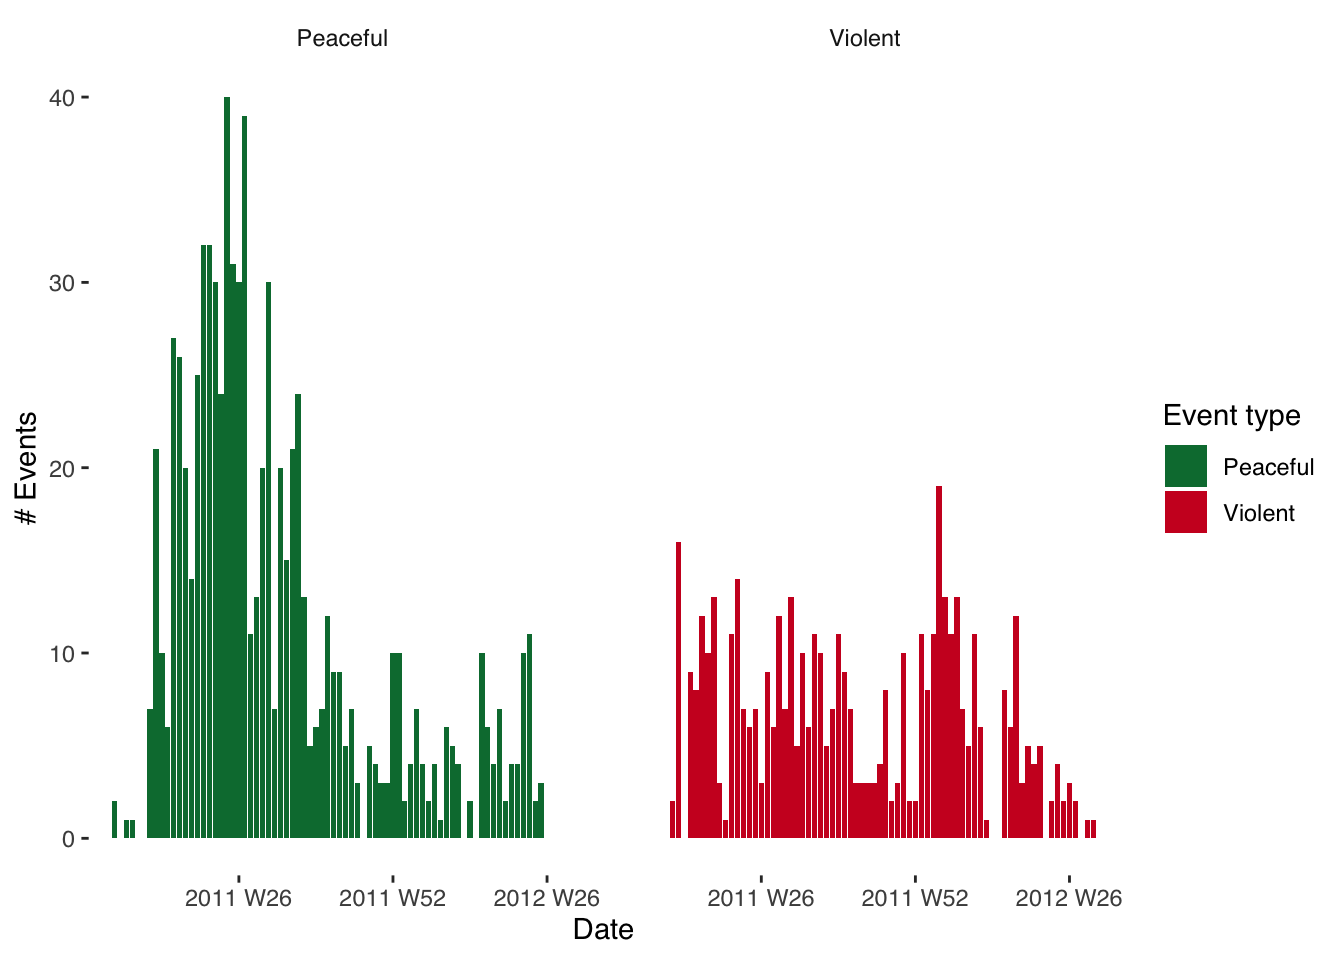 Peaceful
Violent
40
30
20
10
0
# Events
2011 W26
2011 W52
2012 W26
2011 W26
2011 W52
2012 W26
Date
Event type
Peaceful
Violent